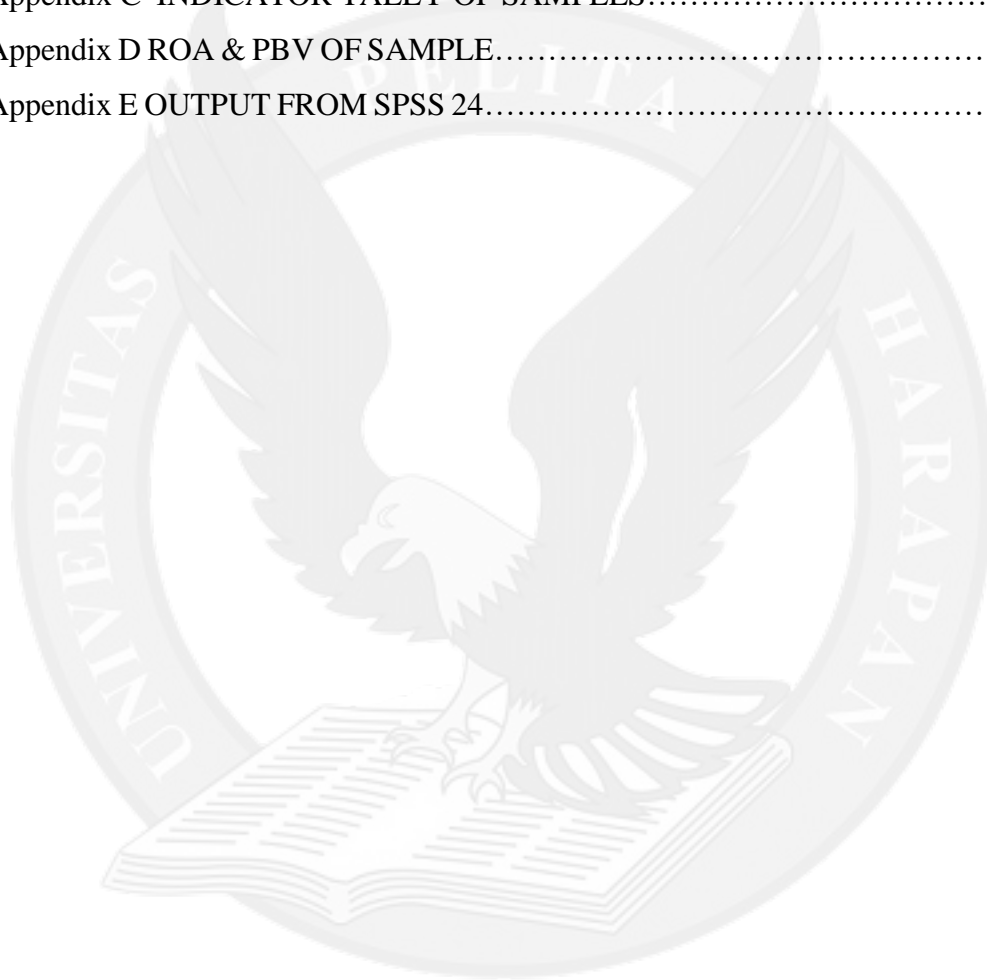 Appendix C INDICATOR TALLY OF SAMPLES
Appendix D ROA & PBV OF SAMPLE……………………………………
Appendix E OUTPUT FROM SPSS 24……………………………………
UNIVERSITAS PELITA HARAPAN